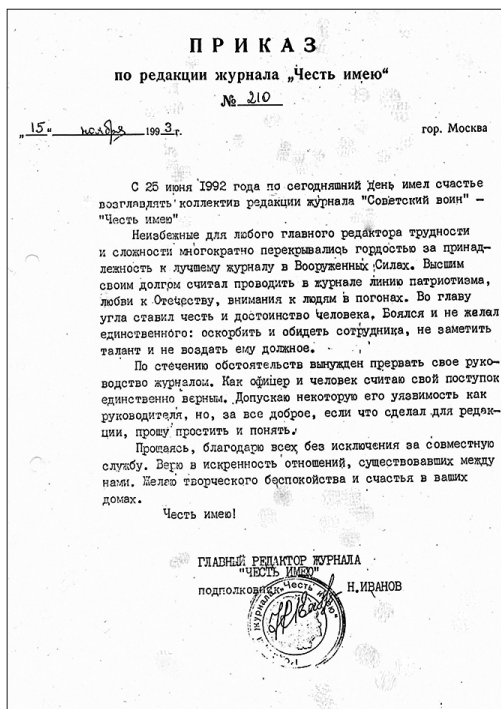 ПРИКАЗ
по редакции журнала „Честь имею“
№ 210
„15“ ноября 1993 г. гор. Москва
С 25 июня 1992 года по сегодняшний День имел счастье
возглавлять коллектив редакции журнала "Советский воин" –
"Честь имею"
Неизбежные для любого главного редактора трудности
и сложности многократно перекрывались гордостью за принад-
лежность к лучшему журналу в Вооруженных Силах. Высшим
своим долгом считал проводить в журнале линию патриотизма,
любви к Отечеству, внимания к людям в погонах. Во главу
угла ставил честь и достоинство Человека. Боялся и не желал
единственного: оскорбить и обидеть сотрудника, не заметить
талант и не воздать ему должное.
По стечению обстоятельств вынужден прервать свое руко-
водство журналом. Как офицер и человек считаю свой поступок
единственно верным. Допускаю некоторую его уязвимость как
руководителя, но, за все доброе, если что сделал для редак-
ции, прошу простить и понять.
Прощаясь, благодарю всех без исключения за совместную
службу. Верю в искренность отношений, существовавших между
нами. Желаю творческого беспокойства и счастья в ваших
домах.
Честь имею!
ГЛАВНЫЙ РЕДАКТОР ЖУРНАЛА
"ЧЕСТЬ ИМЕЮ"
подполковник Н.ИВАНОВ
журнала „Честь имею“